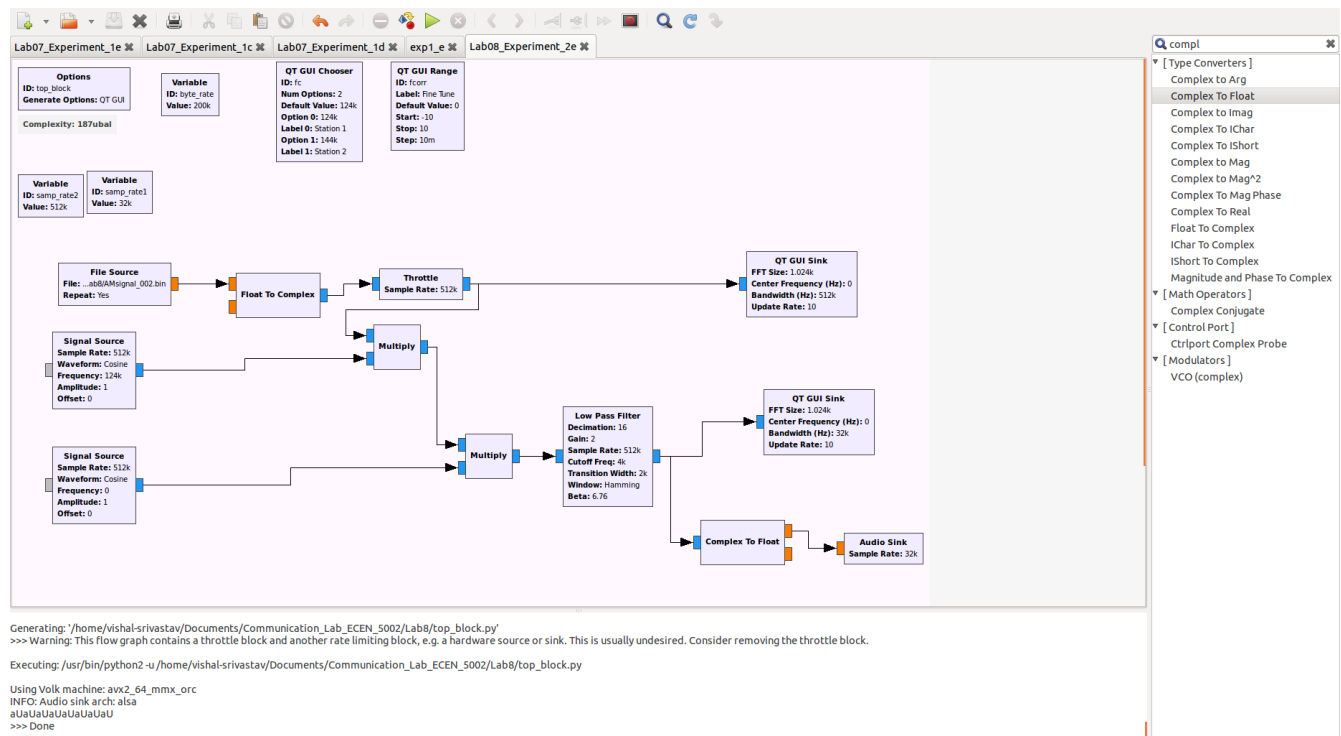 Lab07_Experiment_1e Lab07_Experiment_1c Lab07_Experiment_1d exp1_e Lab08_Experiment_2e
Options
ID: top_block
Generate Options: QT GUI
Complexity: 187ubal
Variable
ID: byte_rate
Value: 200k
QT GUI Chooser
ID: fc
Num Options: 2
Default Value: 124k
Option 0: 124k
Label 0: Station 1
Option 1: 144k
Label 1: Station 2
QT GUI Range
ID: fcorr
Label: Fine Tune
Default Value: 0
Start: -10
Stop: 10
Step: 10m
Variable
ID: samp_rate2
Value: 512k
Variable
ID: samp_rate1
Value: 32k
File Source
File: ...ab8/AMsignal_002.bin
Repeat: Yes
Float To Complex
Throttle
Sample Rate: 512k
QT GUI Sink
FFT Size: 1.024k
Center Frequency (Hz): 0
Bandwidth (Hz): 512k
Update Rate: 10
Signal Source
Sample Rate: 512k
Waveform: Cosine
Frequency: 124k
Amplitude: 1
Offset: 0
Multiply
Signal Source
Sample Rate: 512k
Waveform: Cosine
Frequency: 0
Amplitude: 1
Offset: 0
Multiply
Low Pass Filter
Decimation: 16
Gain: 2
Sample Rate: 512k
Cutoff Freq: 4k
Transition Width: 2k
Window: Hamming
Beta: 6.76
QT GUI Sink
FFT Size: 1.024k
Center Frequency (Hz): 0
Bandwidth (Hz): 32k
Update Rate: 10
Complex To Float
Audio Sink
Sample Rate: 32k
compl
[ Type Converters ]
Complex to Arg
Complex To Float
Complex to Imag
Complex To IChar
Complex To IShort
Complex to Mag
Complex to Mag^2
Complex To Mag Phase
Complex To Real
Float To Complex
IChar To Complex
IShort To Complex
Magnitude and Phase To Complex
[ Math Operators ]
Complex Conjugate
[ Control Port ]
Ctrlport Complex Probe
[ Modulators ]
VCO (complex)
Generating: '/home/vishal-srivastav/Documents/Communication_Lab_ECEN_5002/Lab8/top_block.py'
>>> Warning: This flow graph contains a throttle block and another rate limiting block, e.g. a hardware source or sink. This is usually undesired. Consider removing the throttle block.
Executing: /usr/bin/python2 -u /home/vishal-srivastav/Documents/Communication_Lab_ECEN_5002/Lab8/top_block.py
Using Volk machine: avx2_64_mmx_orc
INFO: Audio sink arch: alsa
aUaUaUaUaUaUaUaU
>>> Done